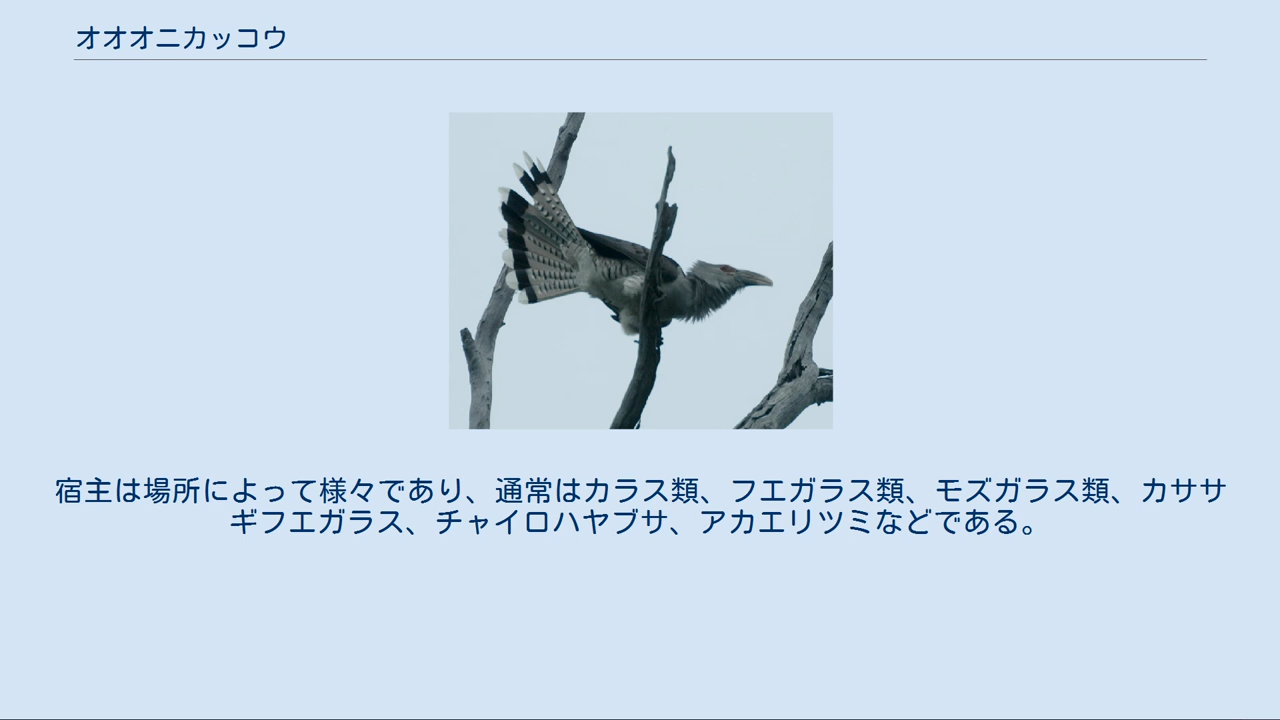 オオオニカッコウ
宿主は場所によって様々であり、通常はカラス類、フエガラス類、モズガラス類、カササ
ギフエガラス、チャイロハヤブサ、アカエリツミなどである。